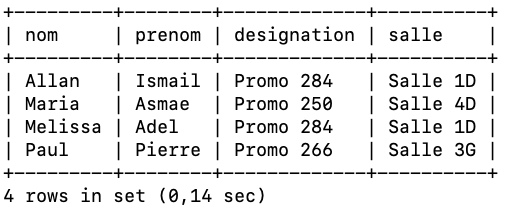 +---------+--------+-------------+----------+
| nom     | prenom | designation | salle    |
+---------+--------+-------------+----------+
| Allan   | Ismail | Promo 284   | Salle 1D |
| Maria   | Asmae  | Promo 250   | Salle 4D |
| Melissa | Adel   | Promo 284   | Salle 1D |
| Paul    | Pierre | Promo 266   | Salle 3G |
+---------+--------+-------------+----------+
4 rows in set (0,14 sec)